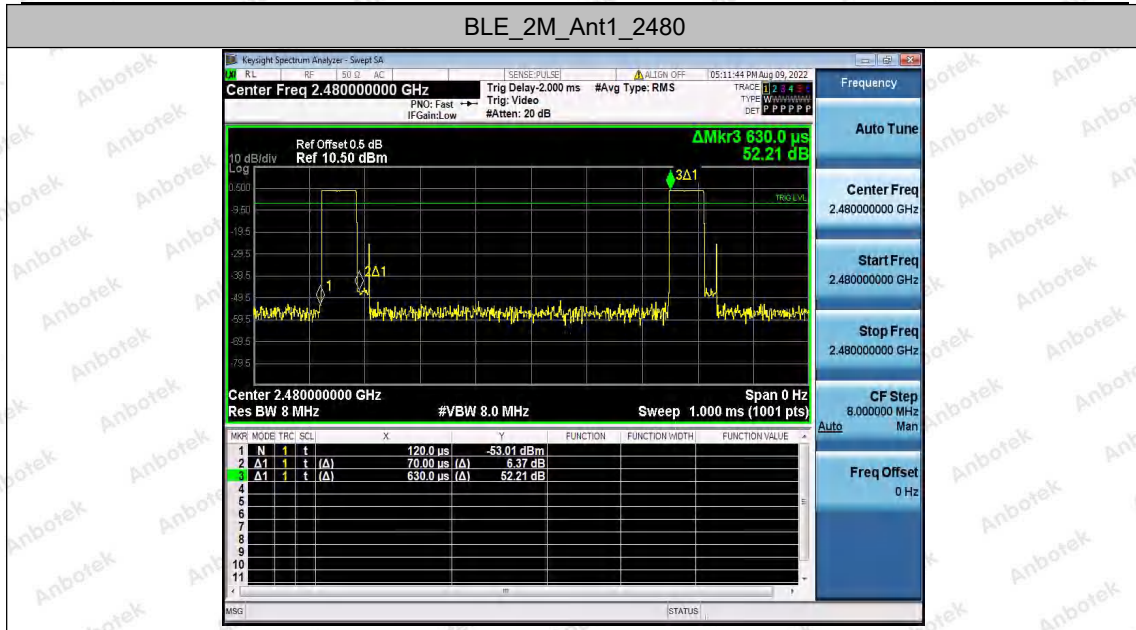 BLE_2M_Ant1_2480
Keysight Spectrum Analyzer - Swept SA
RL RF 50 Ω AC SENSE:PULSE ALIGN OFF 05:11:44 PM Aug 09, 2022
Center Freq 2.480000000 GHz
PNO: Fast
IFGain:Low
Trig Delay-2.000 ms
Trig: Video
#Atten: 20 dB
#Avg Type: RMS
TRACE 1 2 3 4 5 6
TYPE WWWWWW
DET P P P P P P
Ref Offset 0.5 dB
10 dB/div Ref 10.50 dBm
Log
ΔMkr3 630.0 µs
52.21 dB
0.500
-9.50
-19.5
-29.5
-39.5
-49.5
-59.5
-69.5
-79.5
TRIG LVL
1
2Δ1
3Δ1
Center 2.480000000 GHz Span 0 Hz
Res BW 8 MHz #VBW 8.0 MHz Sweep 1.000 ms (1001 pts)
MKR MODE TRC SCL X Y FUNCTION FUNCTION WIDTH FUNCTION VALUE
1 N 1 t 120.0 µs -53.01 dBm
2 Δ1 1 t (Δ) 70.00 µs (Δ) 6.37 dB
3 Δ1 1 t (Δ) 630.0 µs (Δ) 52.21 dB
4
5
6
7
8
9
10
11
MSG STATUS
Frequency
Auto Tune
Center Freq
2.480000000 GHz
Start Freq
2.480000000 GHz
Stop Freq
2.480000000 GHz
CF Step
8.000000 MHz
Auto Man
Freq Offset
0 Hz
Anbotek